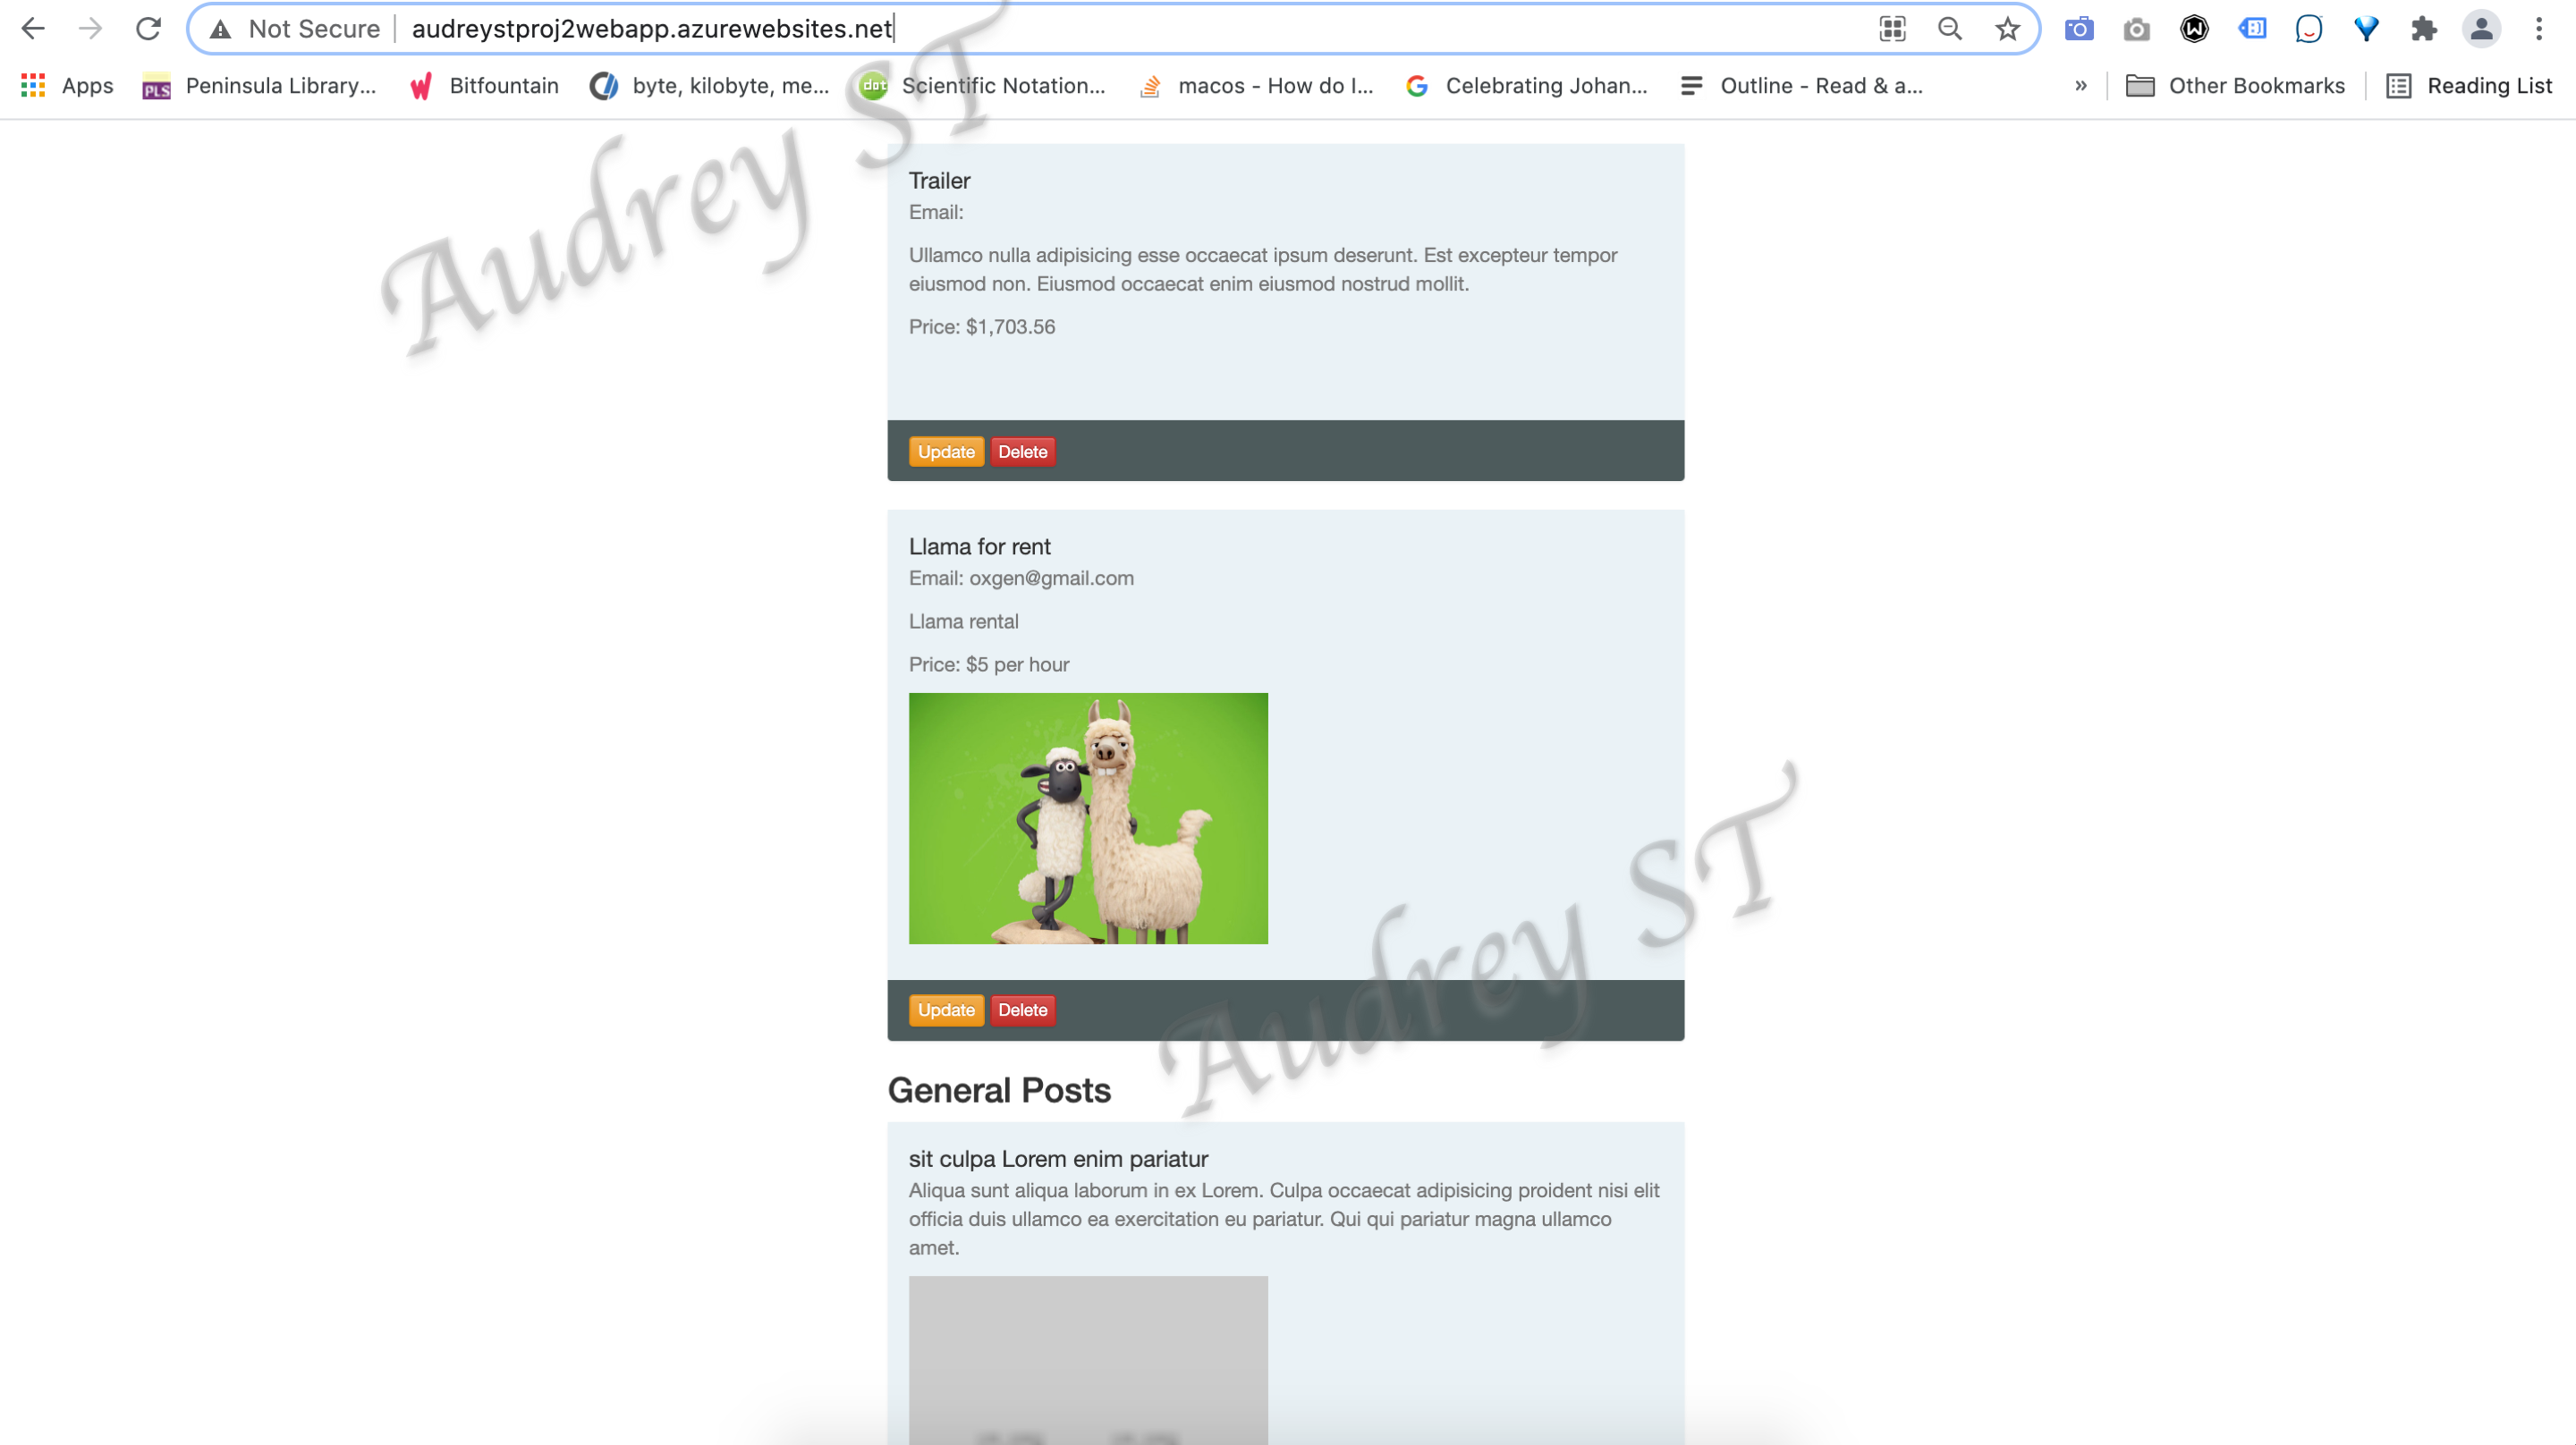 Not Secure audreystproj2webapp.azurewebsites.net
Apps PLS Peninsula Library... Bitfountain byte, kilobyte, me... dot Scientific Notation... macos - How do I... Celebrating Johan... Outline - Read & a... » Other Bookmarks Reading List
Audrey ST
Trailer
Email:
Ullamco nulla adipisicing esse occaecat ipsum deserunt. Est excepteur tempor
eiusmod non. Eiusmod occaecat enim eiusmod nostrud mollit.
Price: $1,703.56
Update Delete
Llama for rent
Email: oxgen@gmail.com
Llama rental
Price: $5 per hour
Audrey ST
Update Delete
General Posts
sit culpa Lorem enim pariatur
Aliqua sunt aliqua laborum in ex Lorem. Culpa occaecat adipisicing proident nisi elit
officia duis ullamco ea exercitation eu pariatur. Qui qui pariatur magna ullamco
amet.